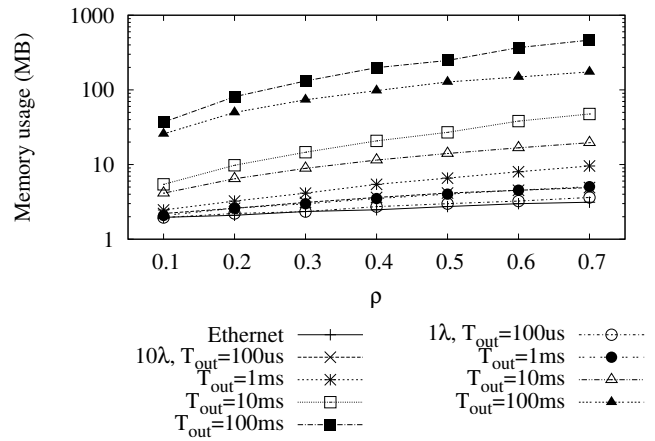 Memory usage (MB)
1000
100
10
1
0.1 0.2 0.3 0.4 0.5 0.6 0.7
ρ
Ethernet
10λ, T_out=100us
T_out=1ms
T_out=10ms
T_out=100ms
1λ, T_out=100us
T_out=1ms
T_out=10ms
T_out=100ms